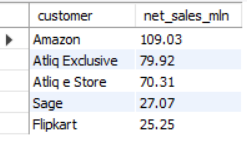 customer net_sales_mln
Amazon 109.03
Atliq Exclusive 79.92
Atliq e Store 70.31
Sage 27.07
Flipkart 25.25